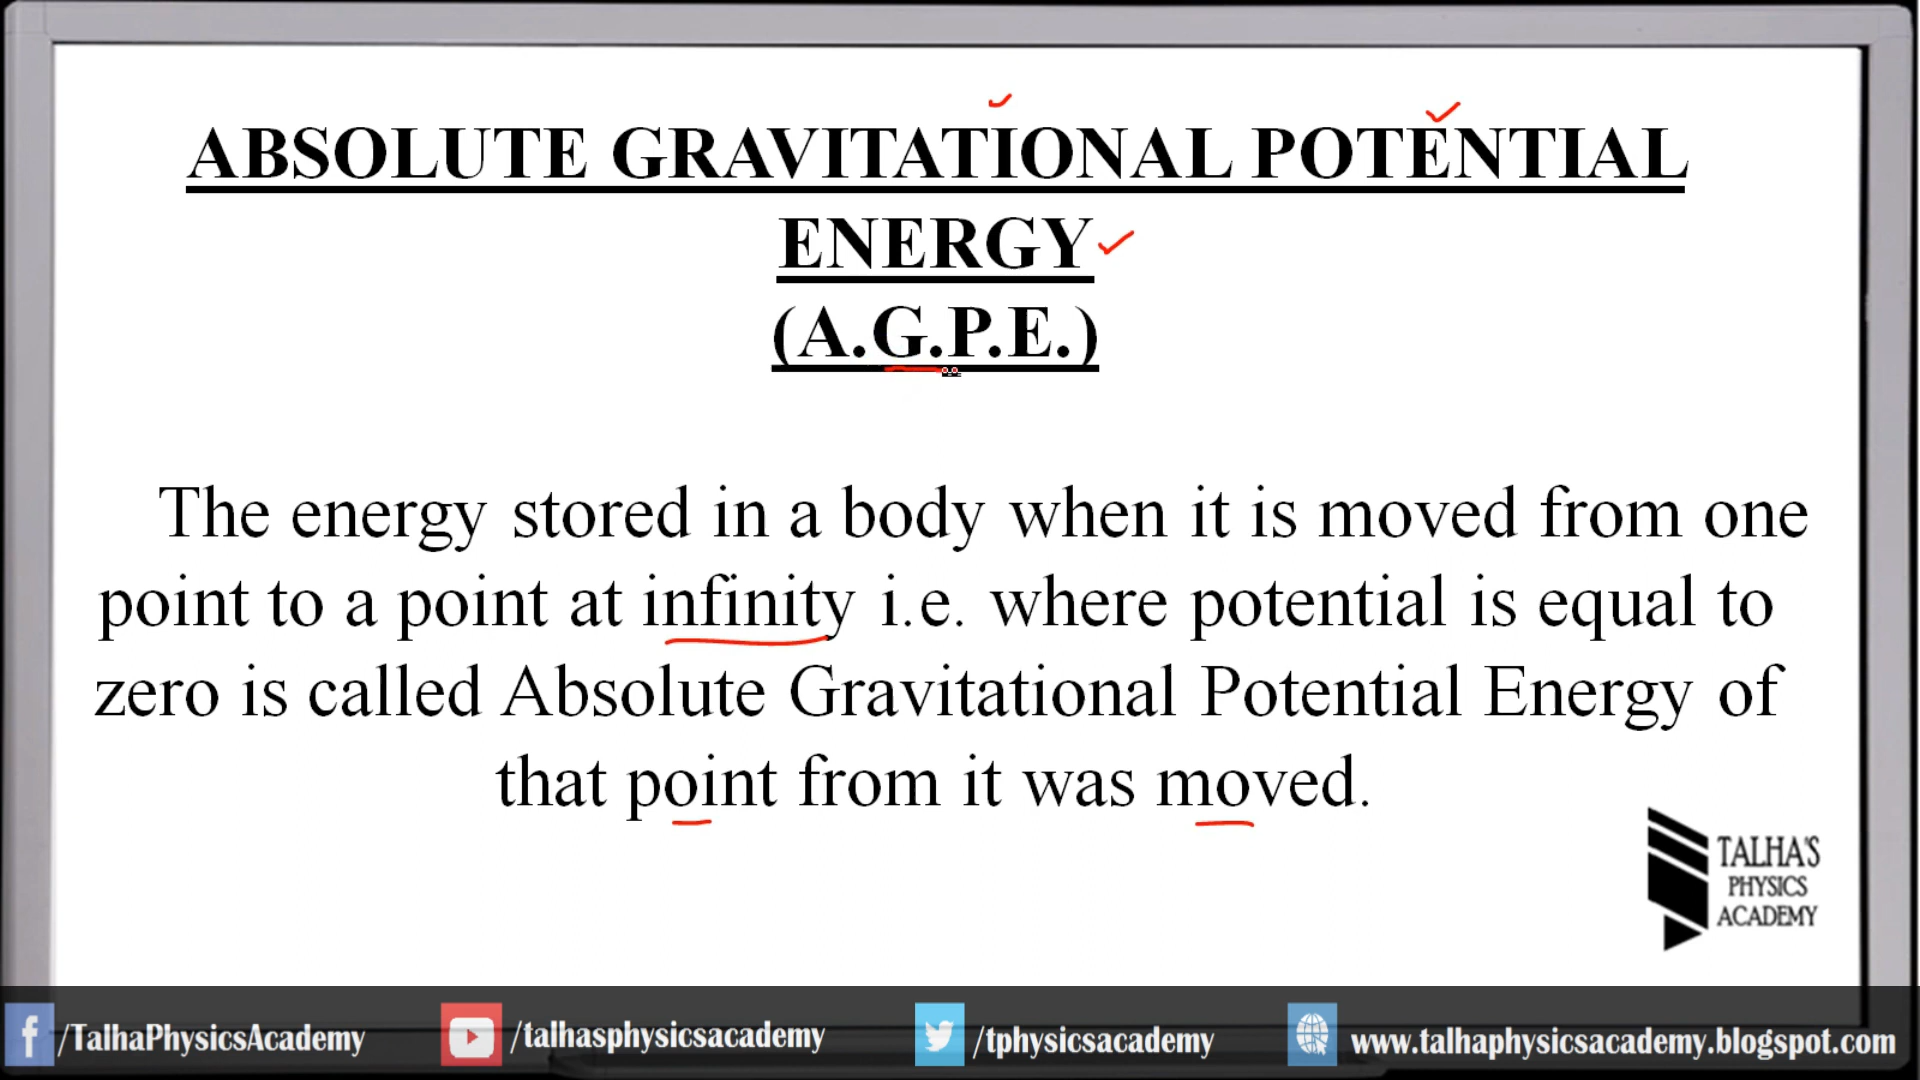 ABSOLUTE GRAVITATIONAL POTENTIAL
ENERGY
(A.G.P.E.)
The energy stored in a body when it is moved from one
point to a point at infinity i.e. where potential is equal to
zero is called Absolute Gravitational Potential Energy of
that point from it was moved.
TALHA'S
PHYSICS
ACADEMY
/TalhaPhysicsAcademy
/talhasphysicsacademy
/tphysicsacademy
www.talhaphysicsacademy.blogspot.com